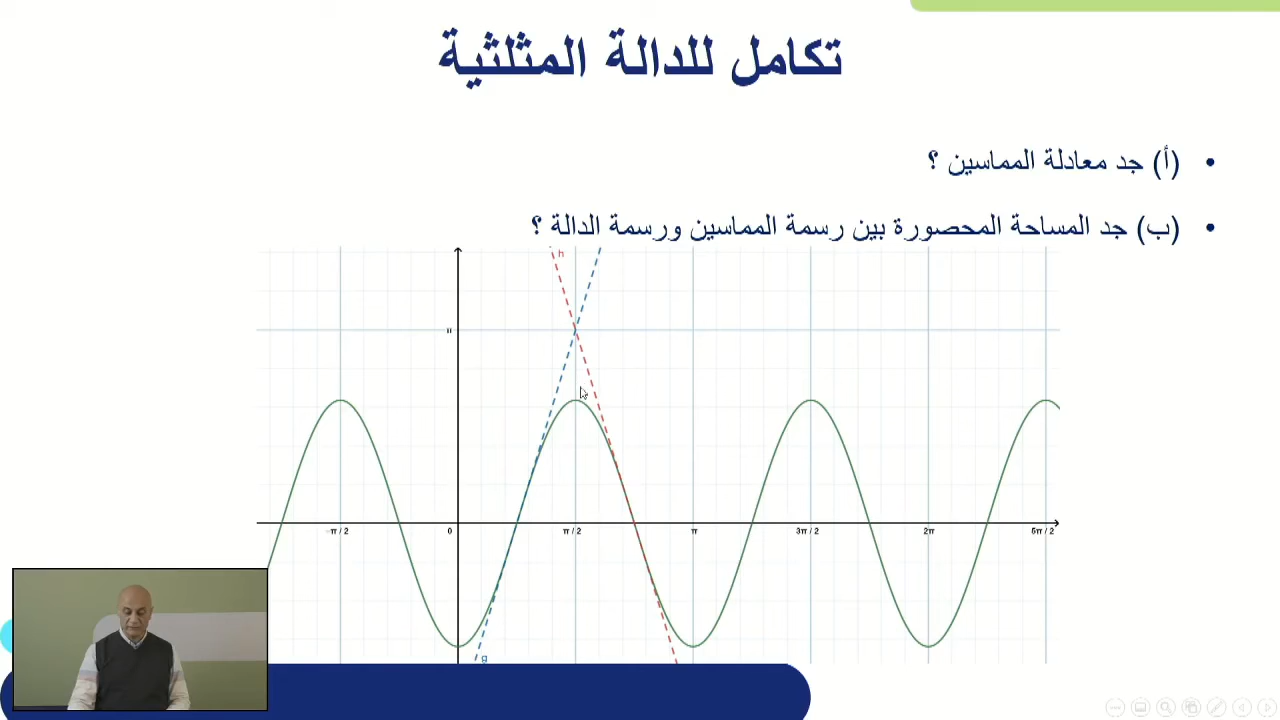 تكامل للدالة المثلثية
• (أ) جد معادلة المماسين ؟
• (ب) جد المساحة المحصورة بين رسمة المماسين ورسمة الدالة ؟
h
-π / 2
0
π / 2
π
3π / 2
2π
5π / 2
g